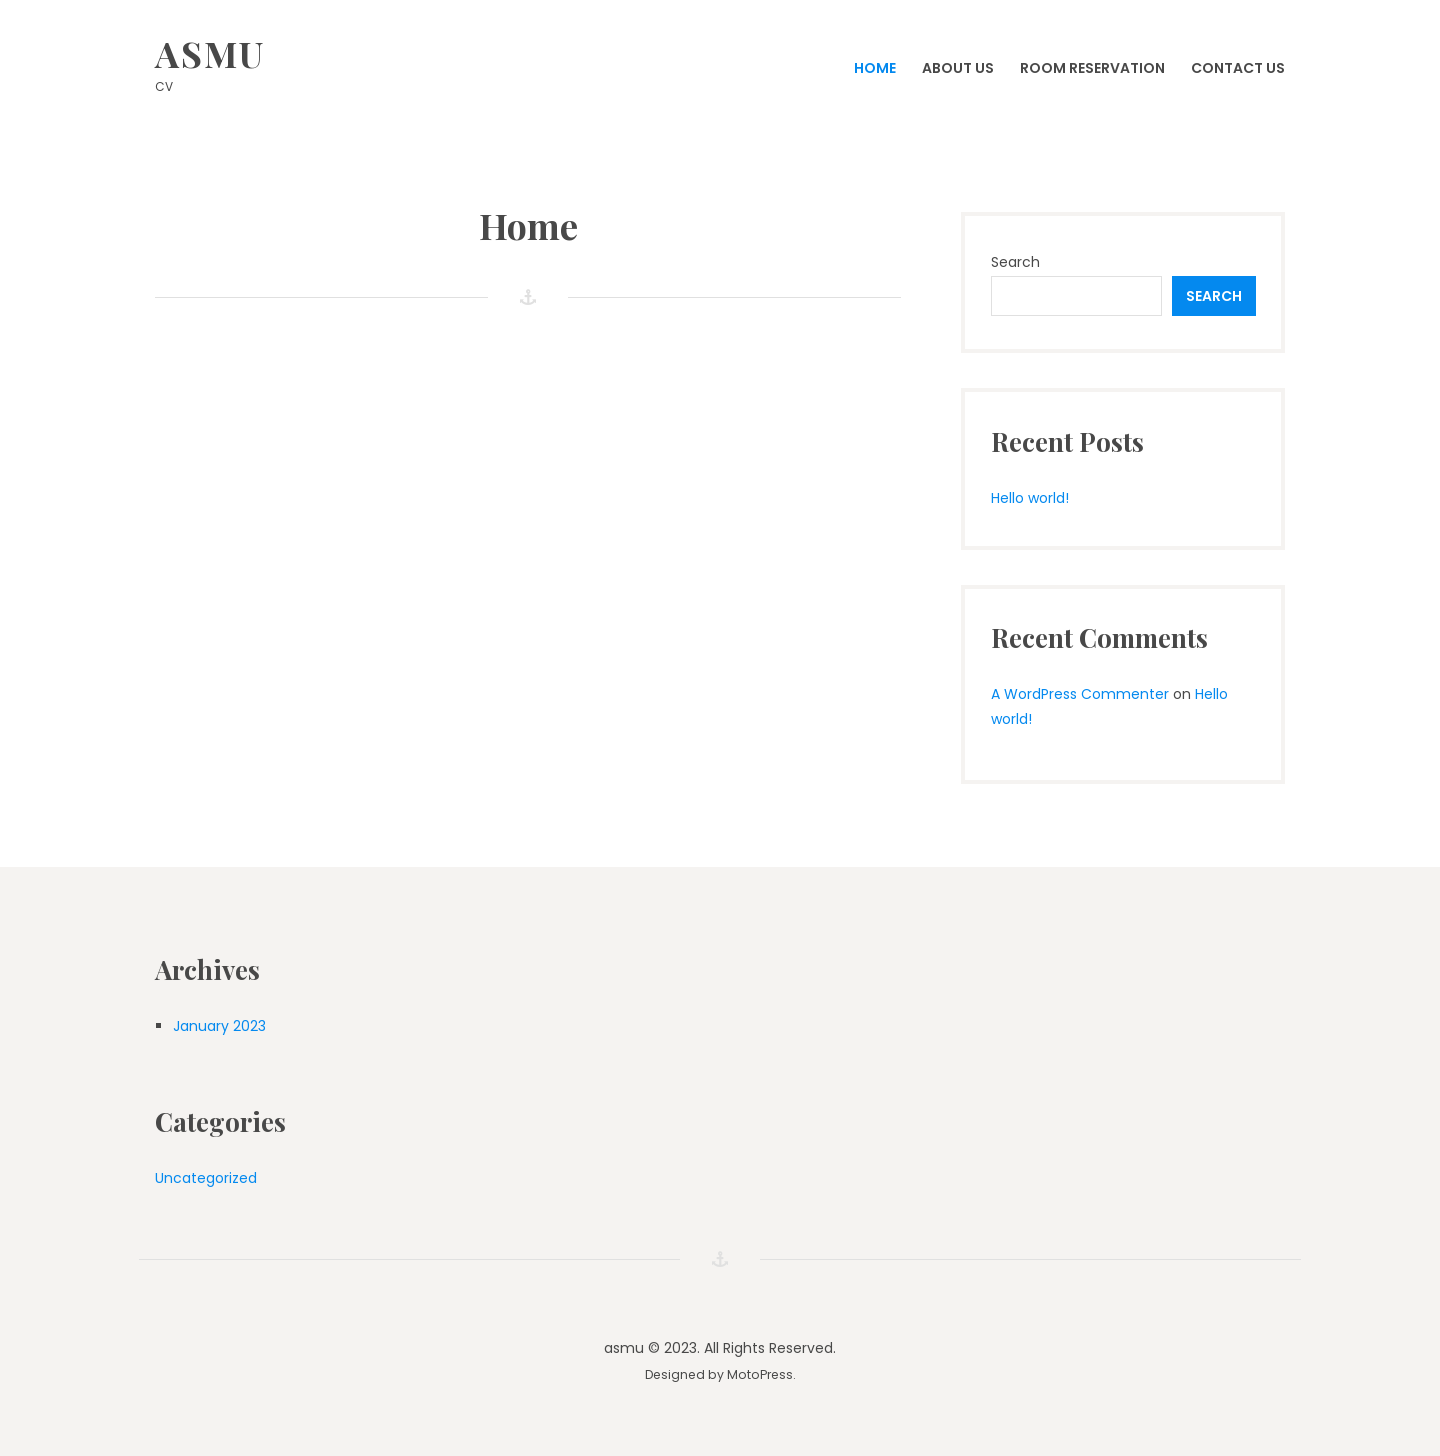 ASMU
CV
HOME ABOUT US ROOM RESERVATION CONTACT US
Home
Search
SEARCH
Recent Posts
Hello world!
Recent Comments
A WordPress Commenter on Hello
world!
Archives
January 2023
Categories
Uncategorized
asmu © 2023. All Rights Reserved.
Designed by MotoPress.